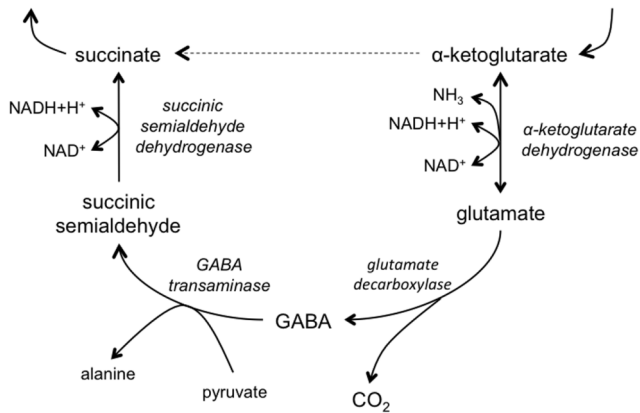 succinate
α-ketoglutarate
NADH+H⁺
NAD⁺
succinic
semialdehyde
dehydrogenase
NH₃
NADH+H⁺
NAD⁺
α-ketoglutarate
dehydrogenase
succinic
semialdehyde
glutamate
GABA
transaminase
glutamate
decarboxylase
GABA
alanine
pyruvate
CO₂